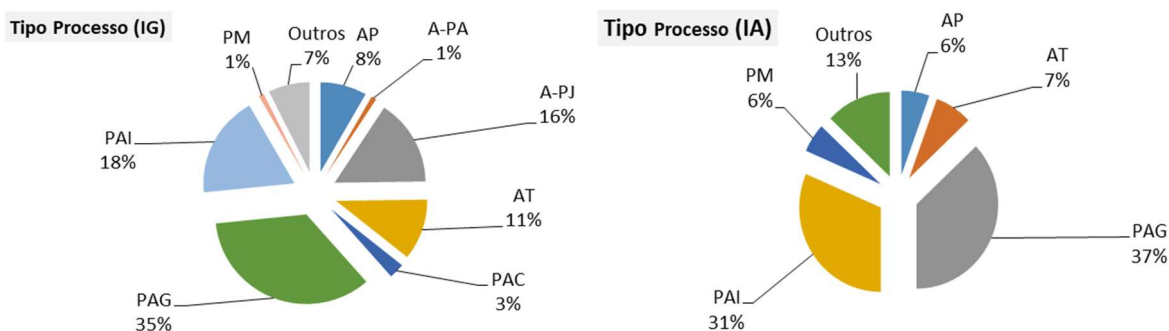 Tipo Processo (IG)
PM
1%
Outros
7%
AP
8%
A-PA
1%
A-PJ
16%
AT
11%
PAC
3%
PAG
35%
PAI
18%
Tipo Processo (IA)
Outros
13%
AP
6%
AT
7%
PAG
37%
PAI
31%
PM
6%